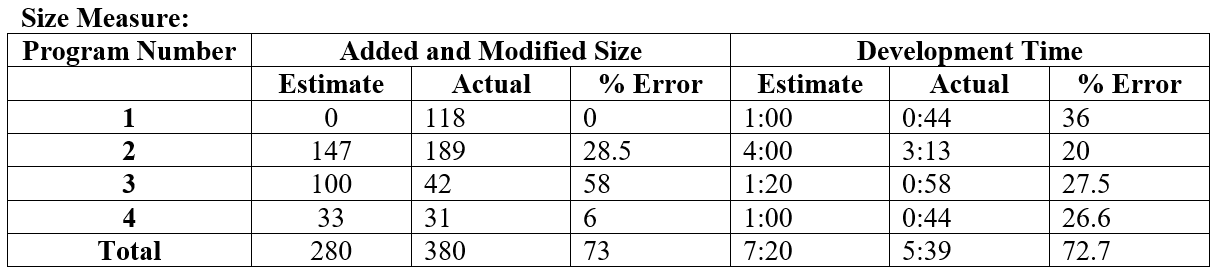 Size Measure:
Program Number Added and Modified Size Development Time
Estimate Actual % Error Estimate Actual % Error
1 0 118 0 1:00 0:44 36
2 147 189 28.5 4:00 3:13 20
3 100 42 58 1:20 0:58 27.5
4 33 31 6 1:00 0:44 26.6
Total 280 380 73 7:20 5:39 72.7